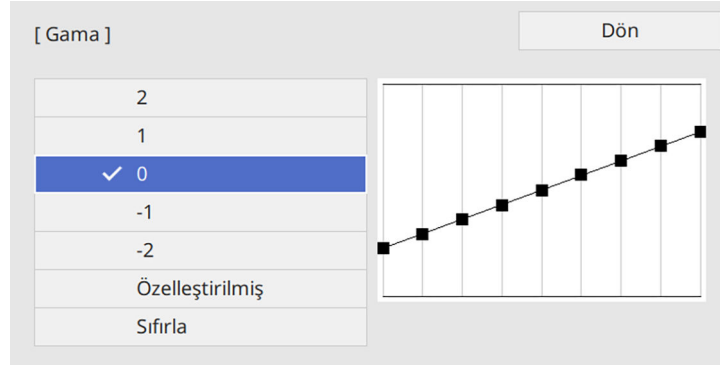 [ Gama ]
Dön
2
1
0
-1
-2
Özelleştirilmiş
Sıfırla